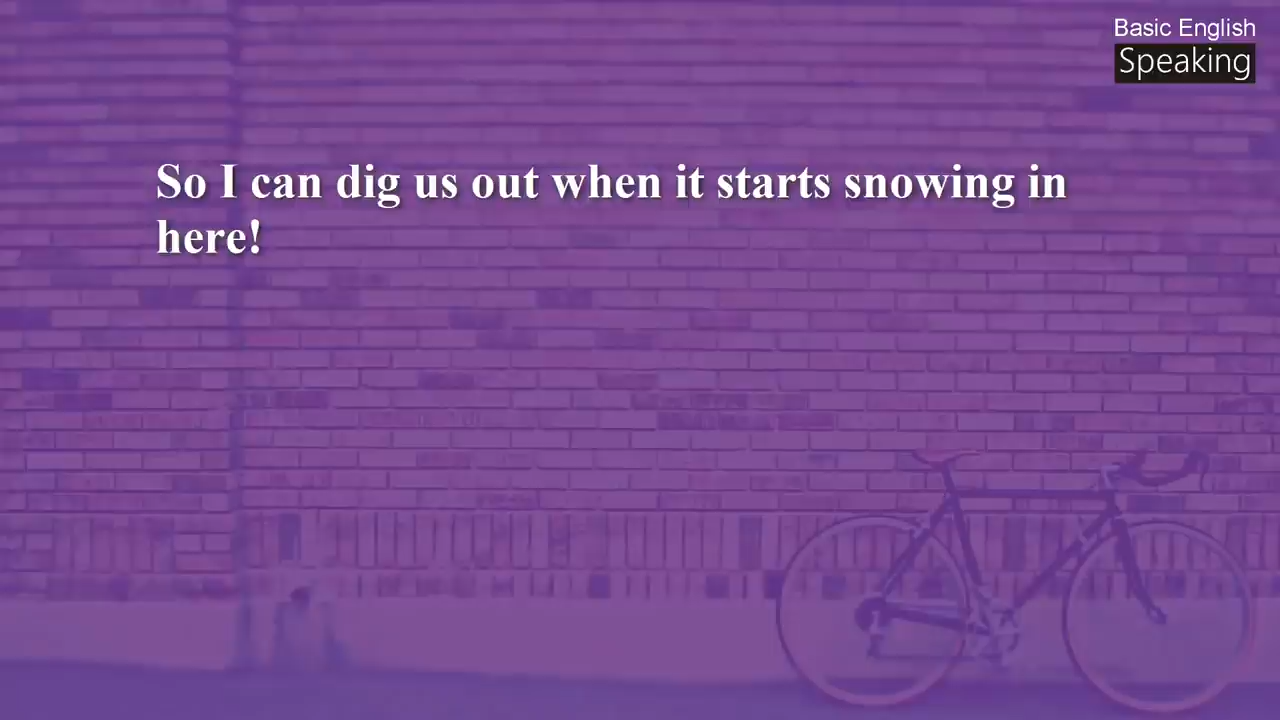 Basic English
Speaking
So I can dig us out when it starts snowing in
here!